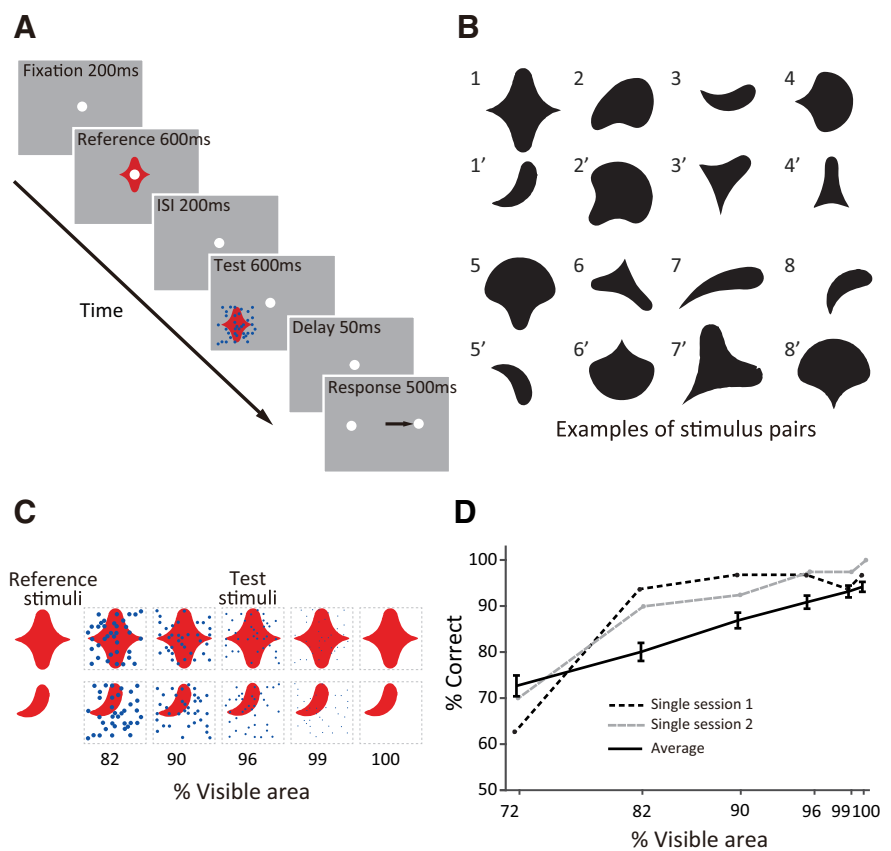 A
Fixation 200ms
Reference 600ms
ISI 200ms
Test 600ms
Delay 50ms
Response 500ms
Time
B
1 2 3 4
1’ 2’ 3’ 4’
5 6 7 8
5’ 6’ 7’ 8’
Examples of stimulus pairs
C
Reference
stimuli
Test
stimuli
82 90 96 99 100
% Visible area
D
% Correct
100
90
80
70
60
50
Single session 1
Single session 2
Average
72 82 90 96 99 100
% Visible area